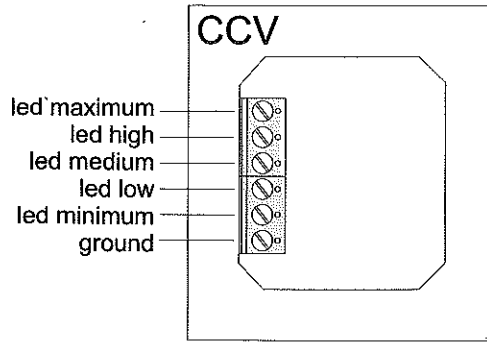 CCV
led maximum
led high
led medium
led low
led minimum
ground